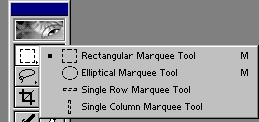 Rectangular Marquee Tool M
Elliptical Marquee Tool M
Single Row Marquee Tool
Single Column Marquee Tool